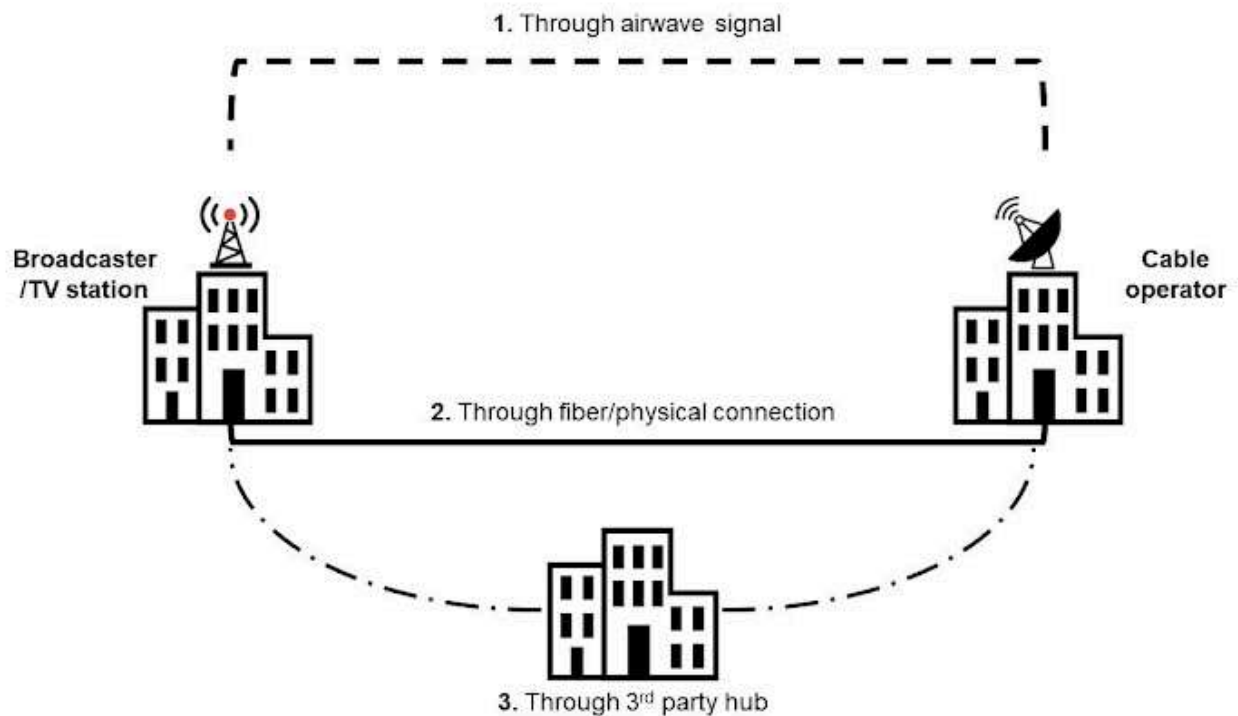 1. Through airwave signal
Broadcaster
/TV station
Cable
operator
2. Through fiber/physical connection
3. Through 3rd party hub